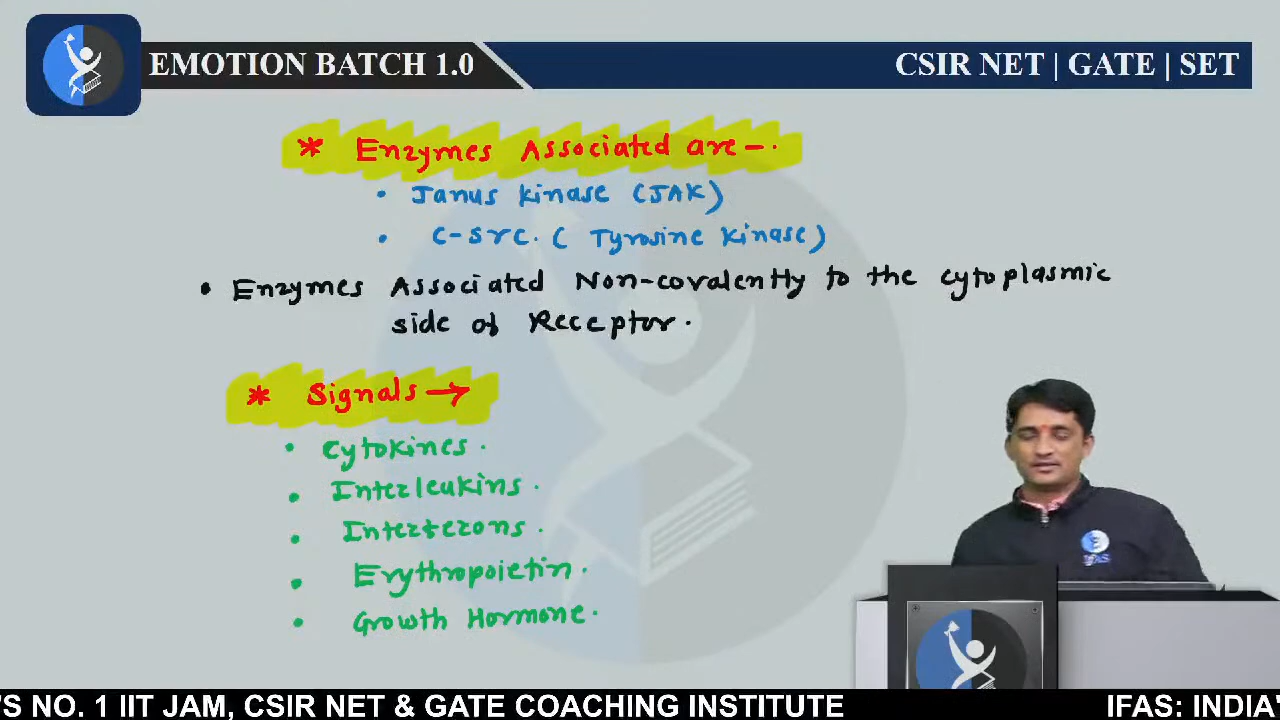 EMOTION BATCH 1.0
CSIR NET | GATE | SET
* Enzymes Associated are -.
• Janus kinase (JAK)
• C-Src. ( Tyrosine kinase)
• Enzymes Associated Non-covalently to the cytoplasmic
side of Receptor.
* Signals →
• Cytokines.
• Interleukins.
• Interferons.
• Erythropoietin.
• Growth Hormone.
IFAS
'S NO. 1 IIT JAM, CSIR NET & GATE COACHING INSTITUTE
IFAS: INDIA'